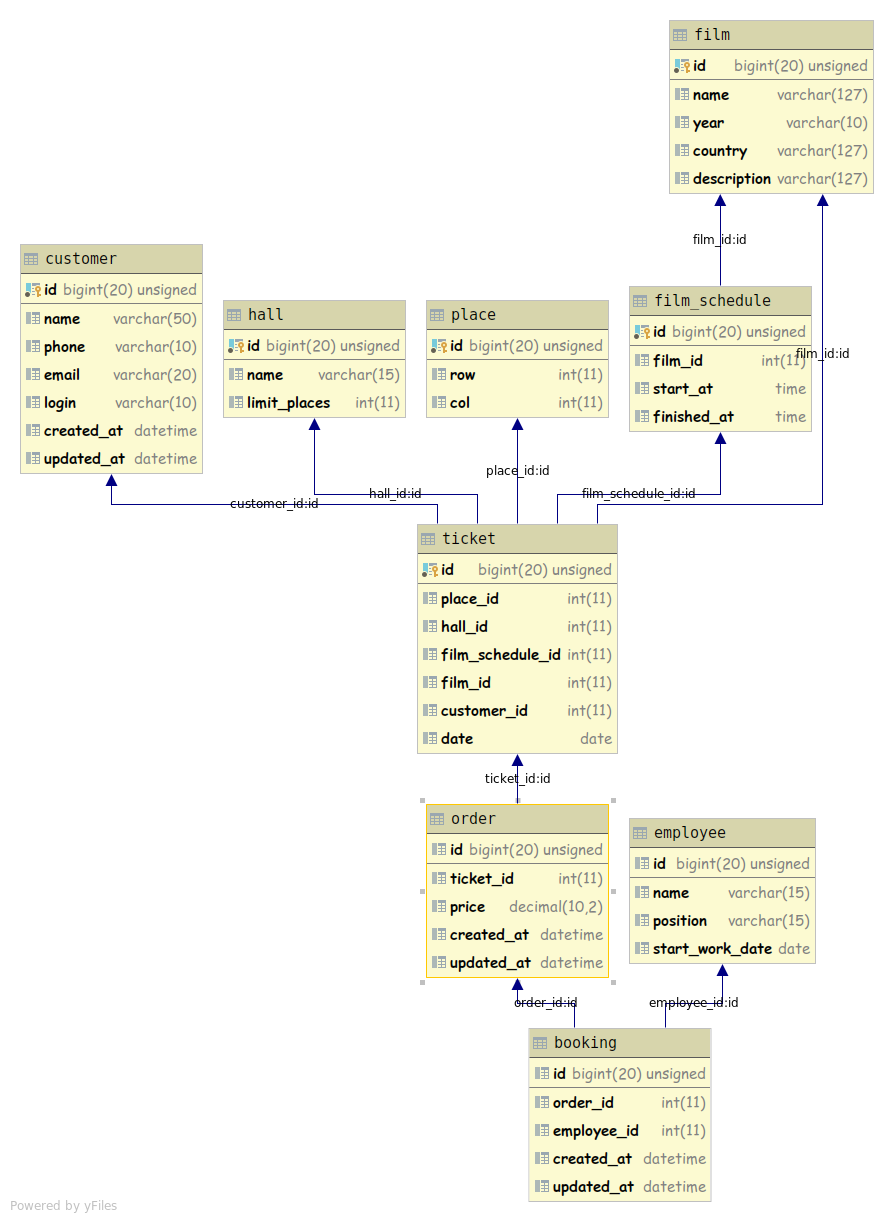 film
id bigint(20) unsigned
name varchar(127)
year varchar(10)
country varchar(127)
description varchar(127)
film_id:id
customer
id bigint(20) unsigned
name varchar(50)
phone varchar(10)
email varchar(20)
login varchar(10)
created_at datetime
updated_at datetime
hall
id bigint(20) unsigned
name varchar(15)
limit_places int(11)
place
id bigint(20) unsigned
row int(11)
col int(11)
film_schedule
id bigint(20) unsigned
film_id int(11)
start_at time
finished_at time
film_id:id
place_id:id
customer_id:id
hall_id:id
film_schedule_id:id
ticket
id bigint(20) unsigned
place_id int(11)
hall_id int(11)
film_schedule_id int(11)
film_id int(11)
customer_id int(11)
date date
ticket_id:id
order
id bigint(20) unsigned
ticket_id int(11)
price decimal(10,2)
created_at datetime
updated_at datetime
employee
id bigint(20) unsigned
name varchar(15)
position varchar(15)
start_work_date date
order_id:id
employee_id:id
booking
id bigint(20) unsigned
order_id int(11)
employee_id int(11)
created_at datetime
updated_at datetime
Powered by yFiles